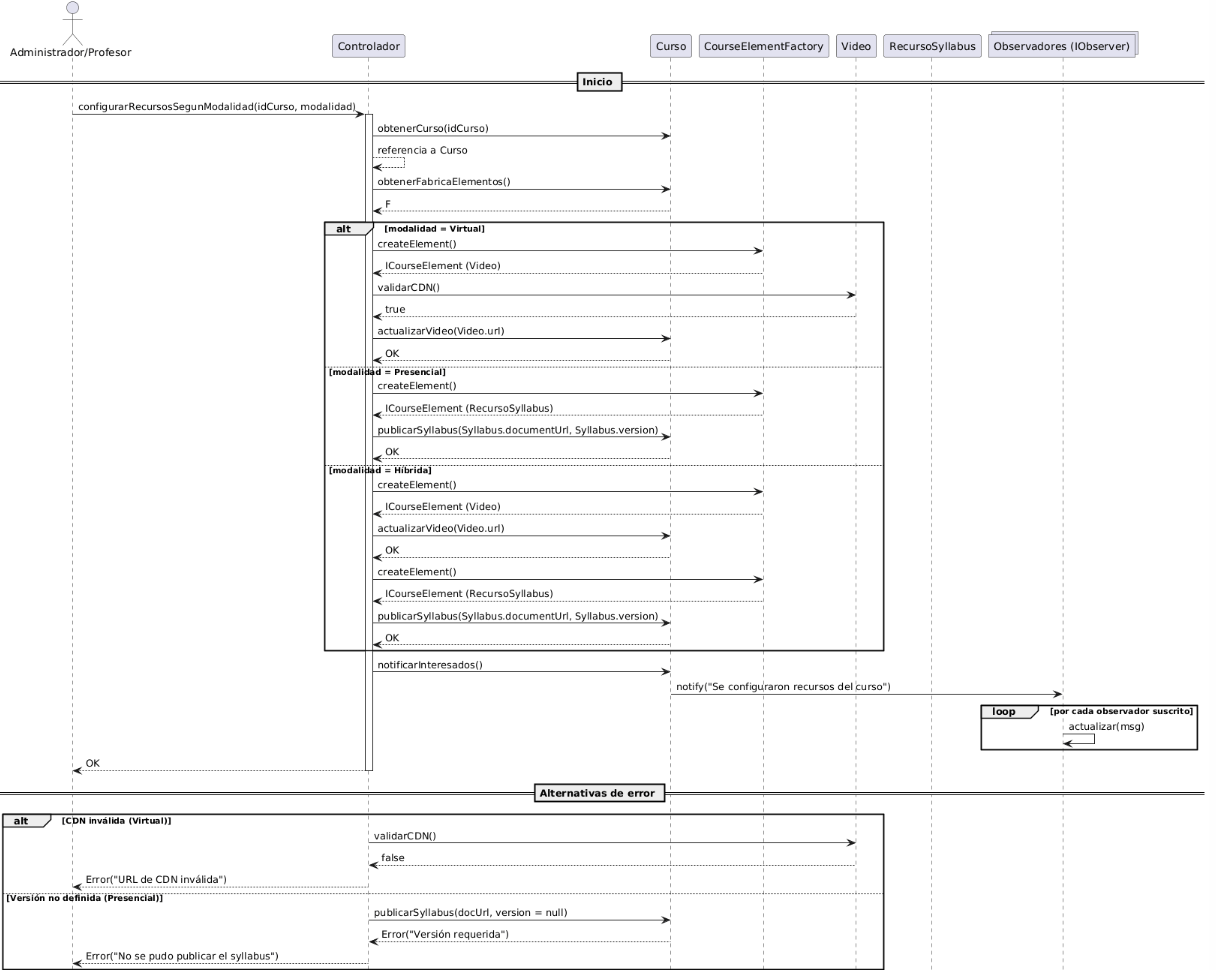 Administrador/Profesor
Controlador
Curso
CourseElementFactory
Video
RecursoSyllabus
Observadores (IObserver)
Inicio
configurarRecursosSegunModalidad(idCurso, modalidad)
obtenerCurso(idCurso)
referencia a Curso
obtenerFabricaElementos()
F
alt
[modalidad = Virtual]
createElement()
ICourseElement (Video)
validarCDN()
true
actualizarVideo(Video.url)
OK
[modalidad = Presencial]
createElement()
ICourseElement (RecursoSyllabus)
publicarSyllabus(Syllabus.documentUrl, Syllabus.version)
OK
[modalidad = Híbrida]
createElement()
ICourseElement (Video)
actualizarVideo(Video.url)
OK
createElement()
ICourseElement (RecursoSyllabus)
publicarSyllabus(Syllabus.documentUrl, Syllabus.version)
OK
notificarInteresados()
notify("Se configuraron recursos del curso")
loop
[por cada observador suscrito]
actualizar(msg)
OK
Alternativas de error
alt
[CDN inválida (Virtual)]
validarCDN()
false
Error("URL de CDN inválida")
[Versión no definida (Presencial)]
publicarSyllabus(docUrl, version = null)
Error("Versión requerida")
Error("No se pudo publicar el syllabus")